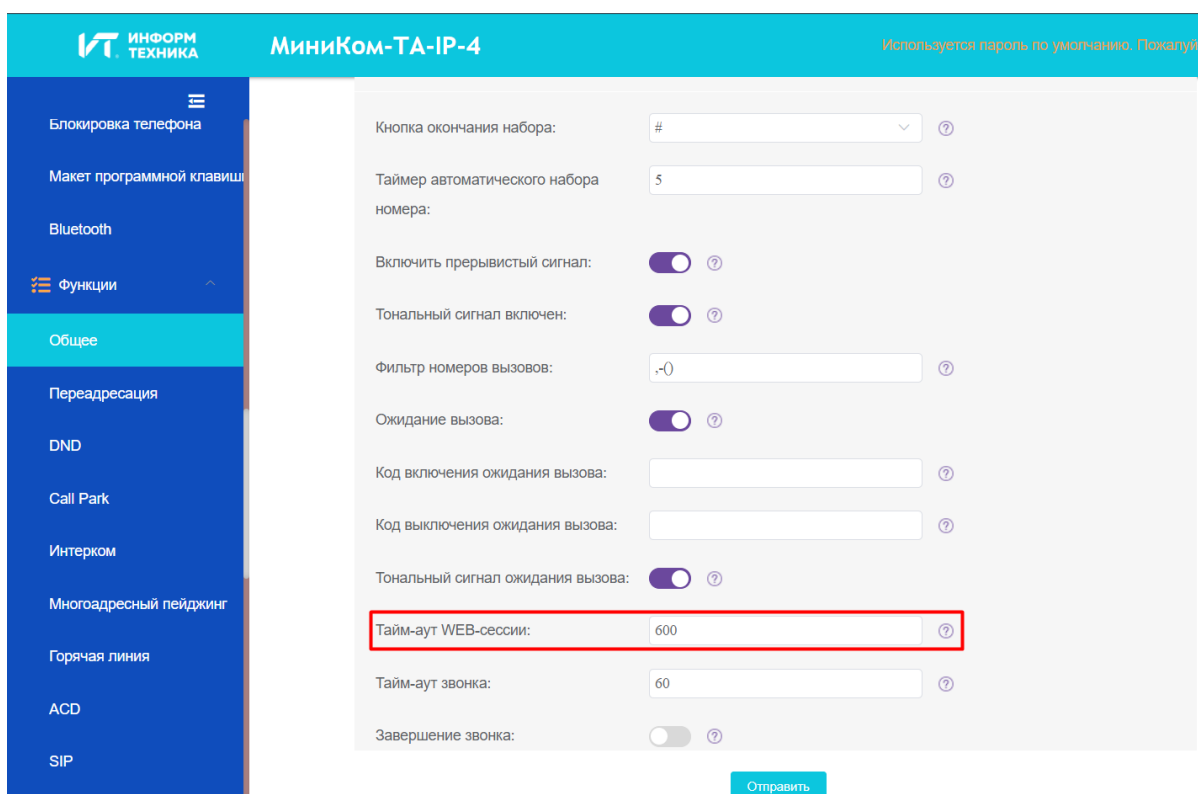 ИНФОРМ
ТЕХНИКА
МиниКом-TA-IP-4
Используется пароль по умолчанию. Пожалуй
Блокировка телефона
Макет программной клавиш
Bluetooth
Функции
Общее
Переадресация
DND
Call Park
Интерком
Многоадресный пейджинг
Горячая линия
ACD
SIP
Кнопка окончания набора:
#
Таймер автоматического набора
номера:
5
Включить прерывистый сигнал:
Тональный сигнал включен:
Фильтр номеров вызовов:
,-()
Ожидание вызова:
Код включения ожидания вызова:
Код выключения ожидания вызова:
Тональный сигнал ожидания вызова:
Тайм-аут WEB-сессии:
600
Тайм-аут звонка:
60
Завершение звонка:
Отправить